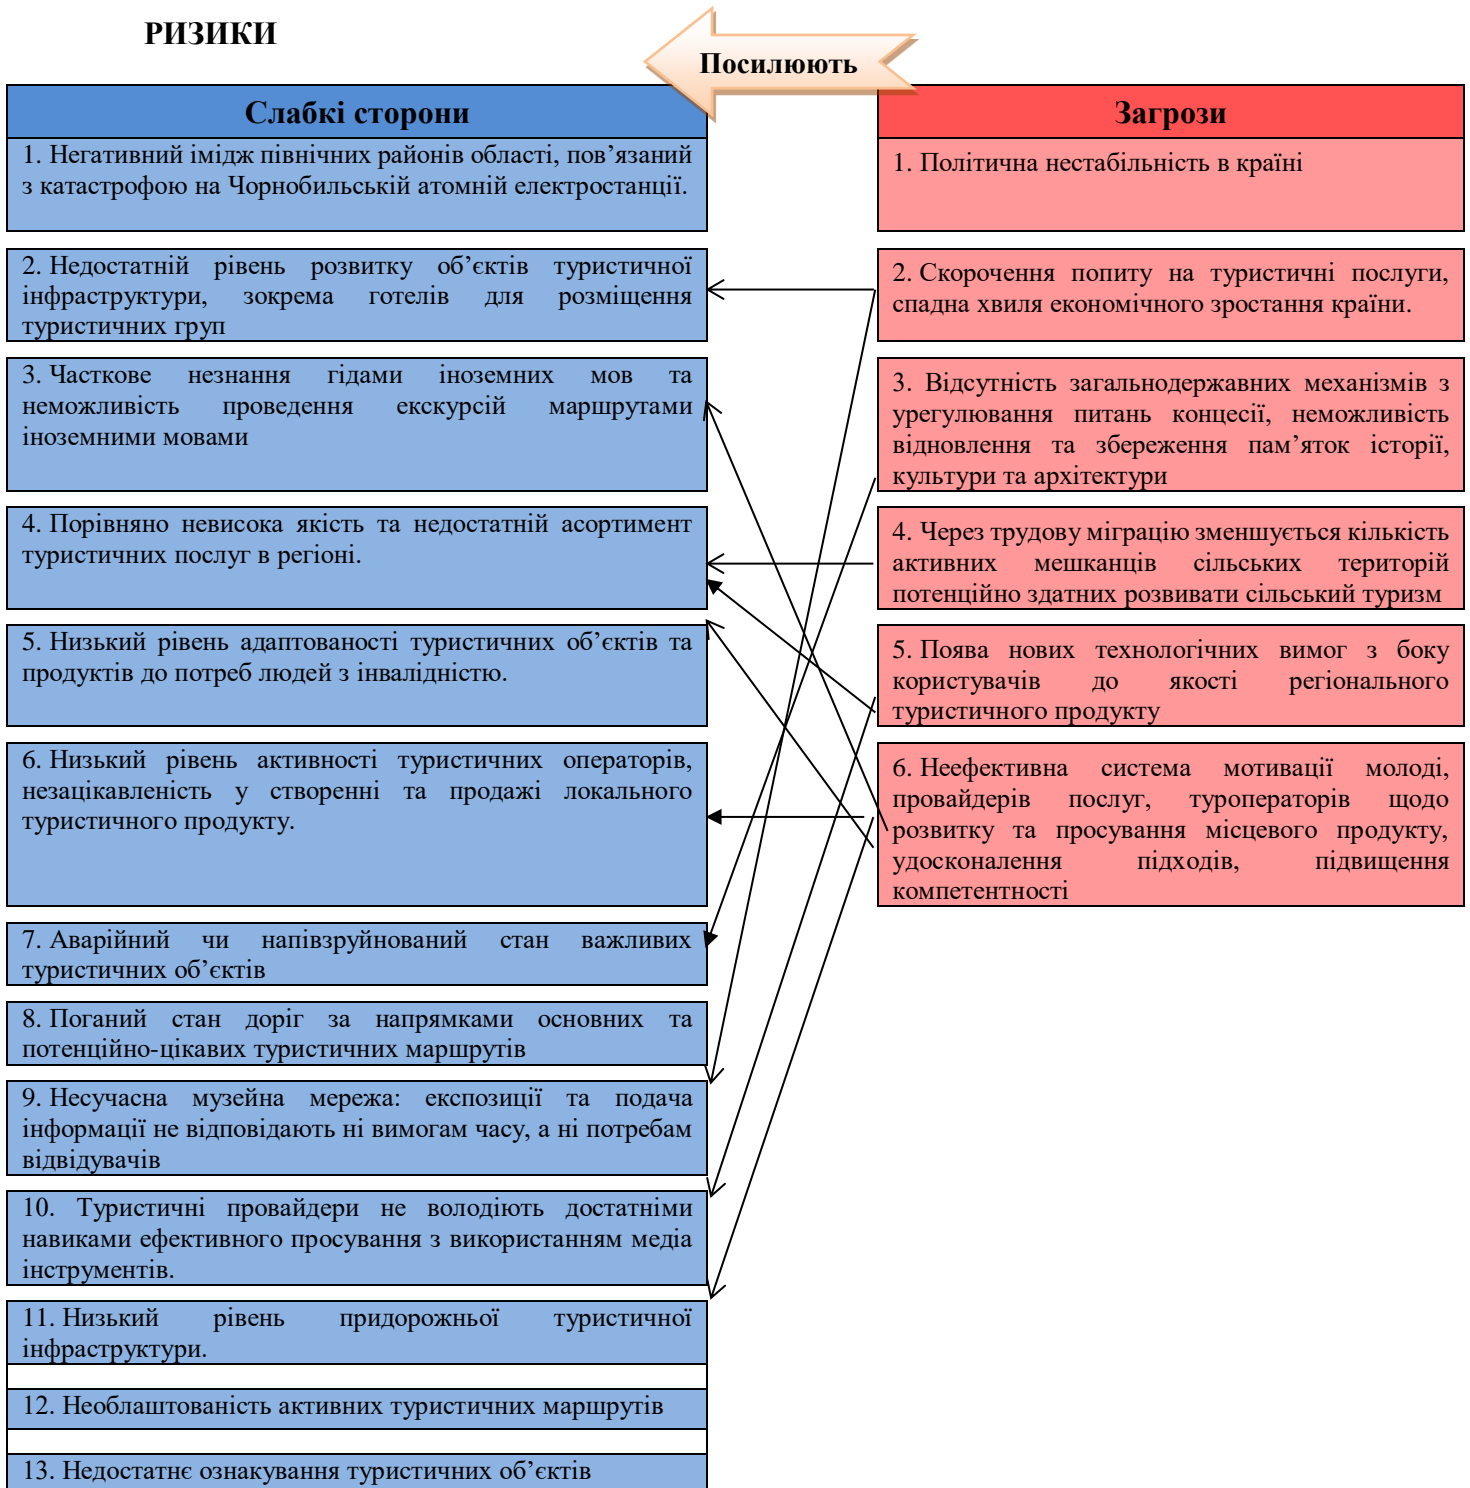 РИЗИКИ
Посилюють
Слабкі сторони
1. Негативний імідж північних районів області, пов’язаний
з катастрофою на Чорнобильській атомній електростанції.
2. Недостатній рівень розвитку об’єктів туристичної
інфраструктури, зокрема готелів для розміщення
туристичних груп
3. Часткове незнання гідами іноземних мов та
неможливість проведення екскурсій маршрутами
іноземними мовами
4. Порівняно невисока якість та недостатній асортимент
туристичних послуг в регіоні.
5. Низький рівень адаптованості туристичних об’єктів та
продуктів до потреб людей з інвалідністю.
6. Низький рівень активності туристичних операторів,
незацікавленість у створенні та продажі локального
туристичного продукту.
7. Аварійний чи напівзруйнований стан важливих
туристичних об’єктів
8. Поганий стан доріг за напрямками основних та
потенційно-цікавих туристичних маршрутів
9. Несучасна музейна мережа: експозиції та подача
інформації не відповідають ні вимогам часу, а ні потребам
відвідувачів
10. Туристичні провайдери не володіють достатніми
навиками ефективного просування з використанням медіа
інструментів.
11. Низький рівень придорожньої туристичної
інфраструктури.
12. Необлаштованість активних туристичних маршрутів
13. Недостатнє ознакування туристичних об’єктів
Загрози
1. Політична нестабільність в країні
2. Скорочення попиту на туристичні послуги,
спадна хвиля економічного зростання країни.
3. Відсутність загальнодержавних механізмів з
урегулювання питань концесії, неможливість
відновлення та збереження пам’яток історії,
культури та архітектури
4. Через трудову міграцію зменшується кількість
активних мешканців сільських територій
потенційно здатних розвивати сільський туризм
5. Поява нових технологічних вимог з боку
користувачів до якості регіонального
туристичного продукту
6. Неефективна система мотивації молоді,
провайдерів послуг, туроператорів щодо
розвитку та просування місцевого продукту,
удосконалення підходів, підвищення
компетентності